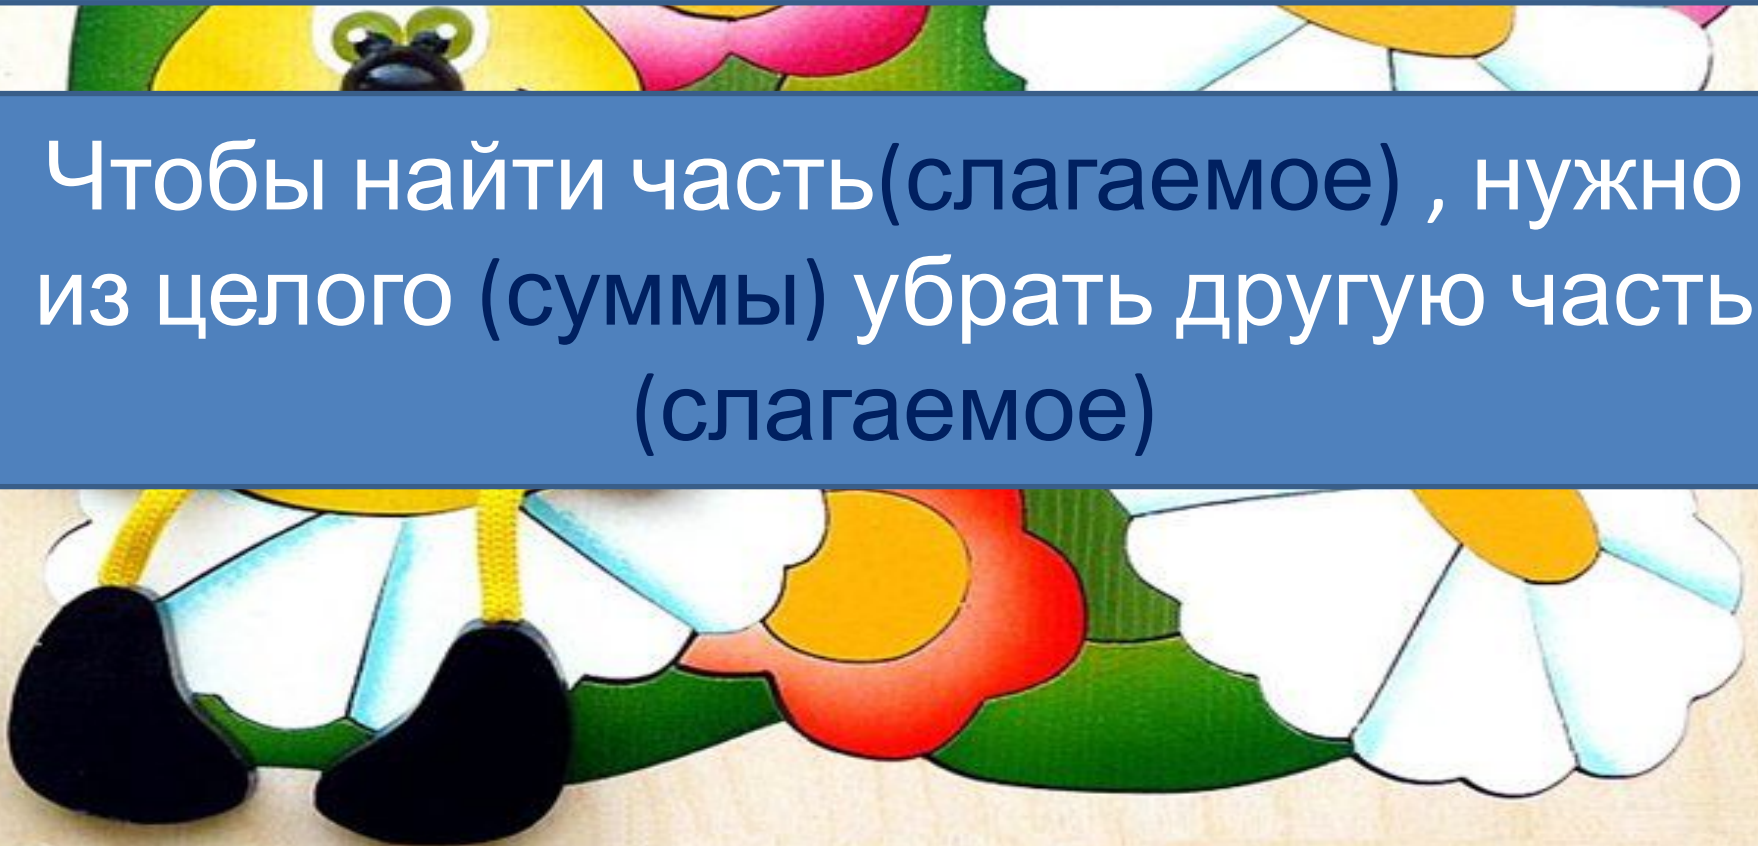 Чтобы найти часть(слагаемое) , нужно
из целого (суммы) убрать другую часть
(слагаемое)